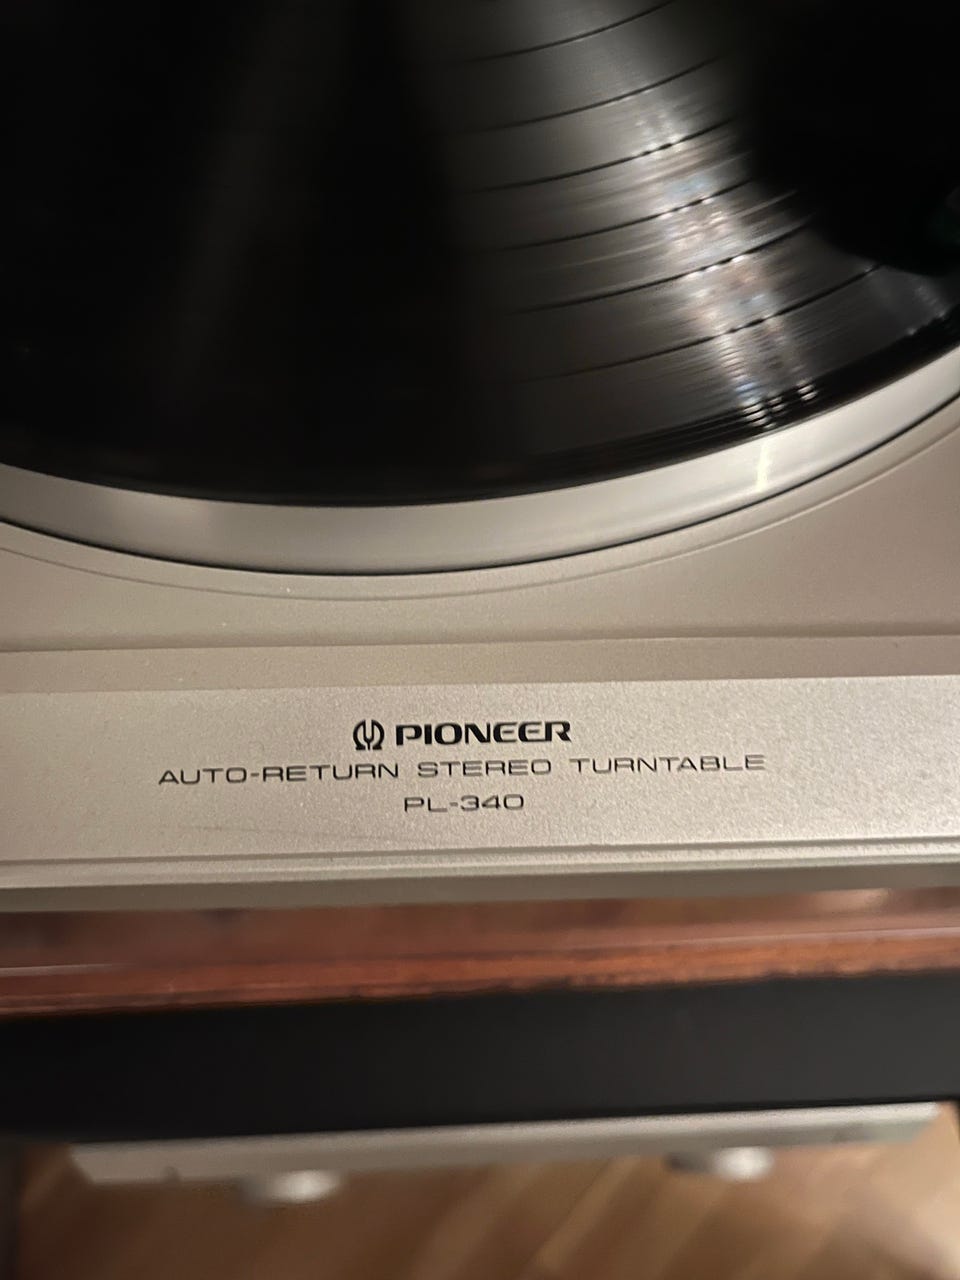 PIONEER
AUTO-RETURN STEREO TURNTABLE
PL-340